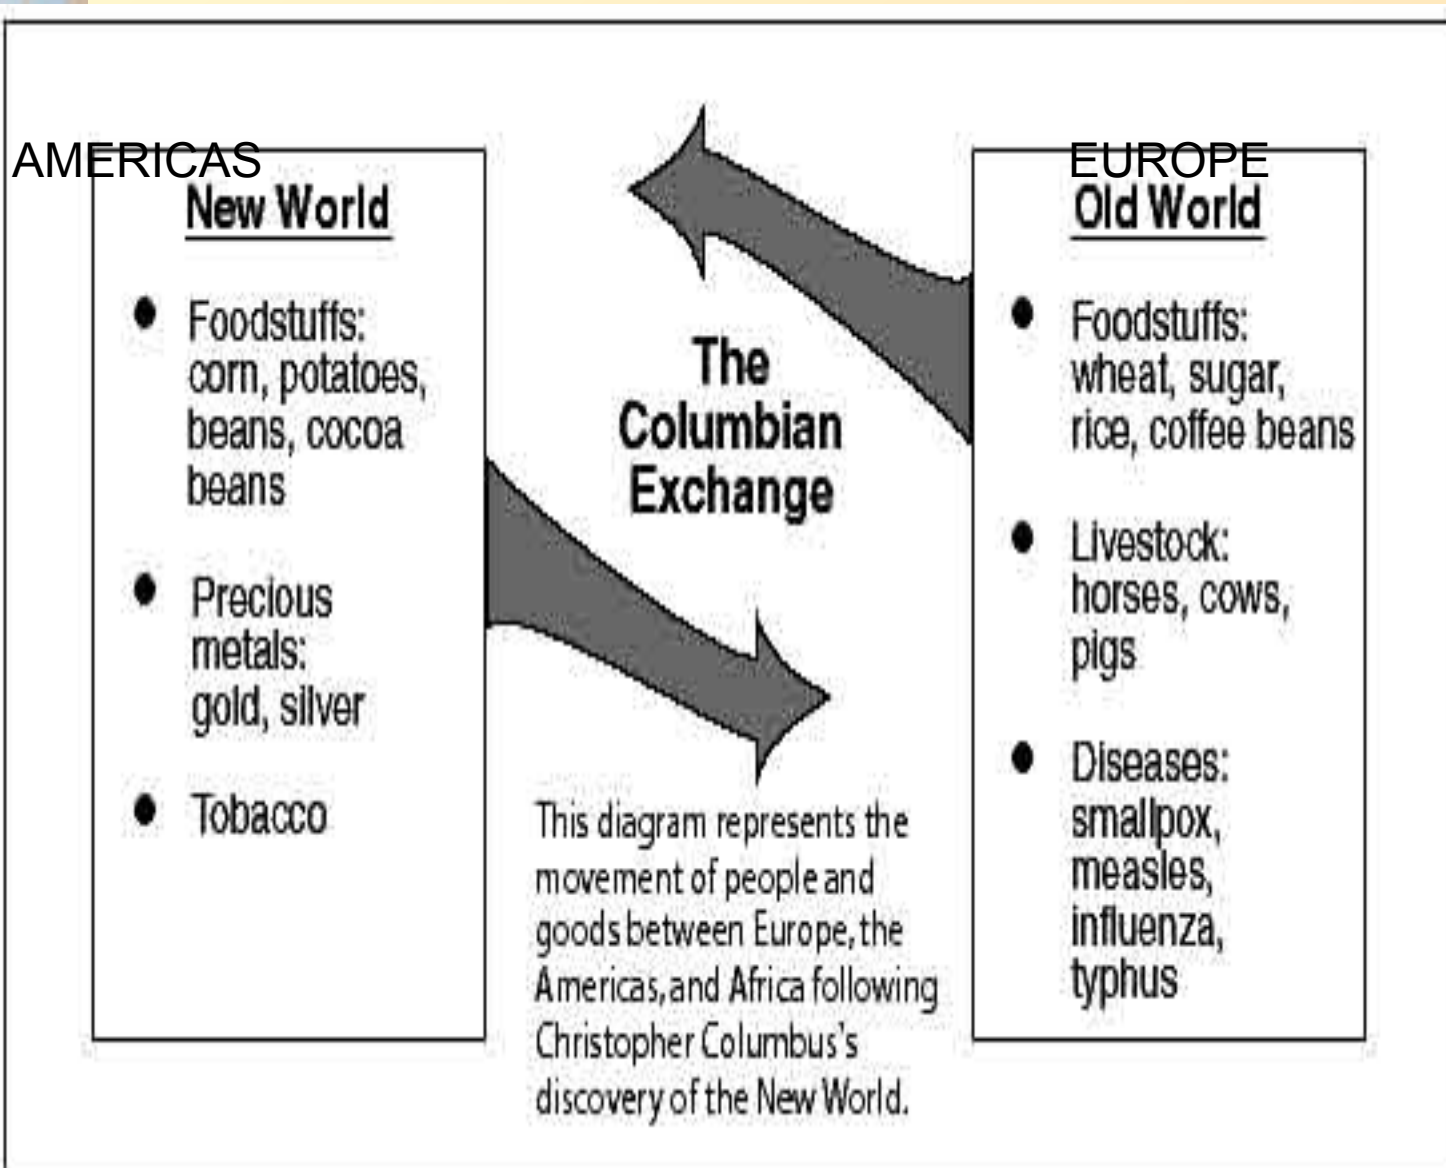 AMERICAS
New World
Foodstuffs:
corn, potatoes,
beans, cocoa
beans
Precious
metals:
gold, silver
Tobacco
The
Columbian
Exchange
This diagram represents the
movement of people and
goods between Europe, the
Americas, and Africa following
Christopher Columbus's
discovery of the New World.
EUROPE
Old World
Foodstuffs:
wheat, sugar,
rice, coffee beans
Livestock:
horses, cows,
pigs
Diseases:
smallpox,
measles,
influenza,
typhus